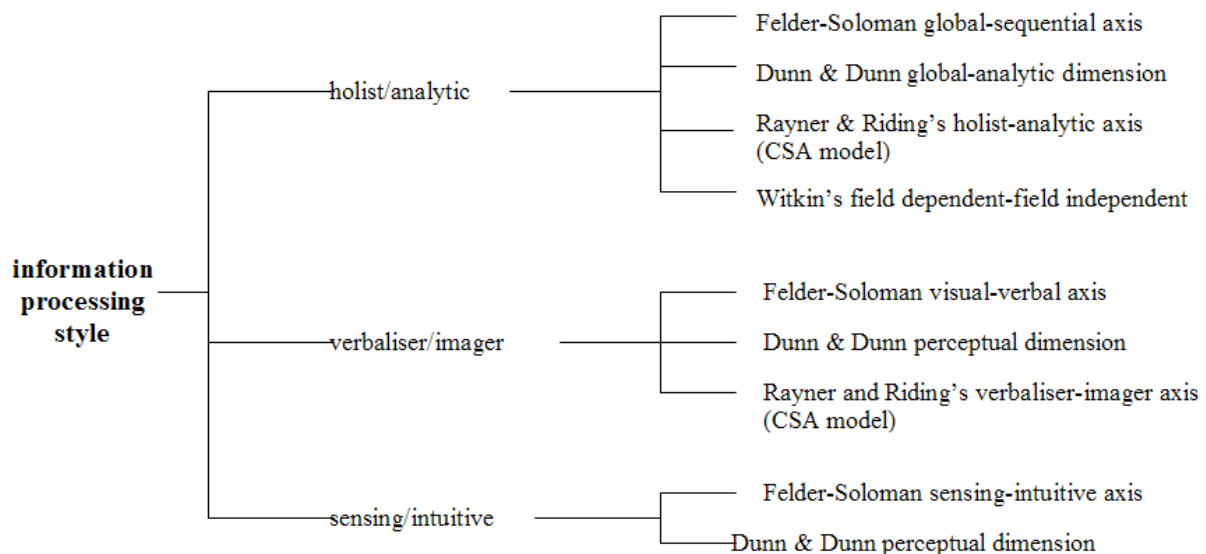 information
processing
style
holist/analytic
Felder-Soloman global-sequential axis
Dunn & Dunn global-analytic dimension
Rayner & Riding's holist-analytic axis
(CSA model)
Witkin's field dependent-field independent
verbaliser/imager
Felder-Soloman visual-verbal axis
Dunn & Dunn perceptual dimension
Rayner and Riding's verbaliser-imager axis
(CSA model)
sensing/intuitive
Felder-Soloman sensing-intuitive axis
Dunn & Dunn perceptual dimension